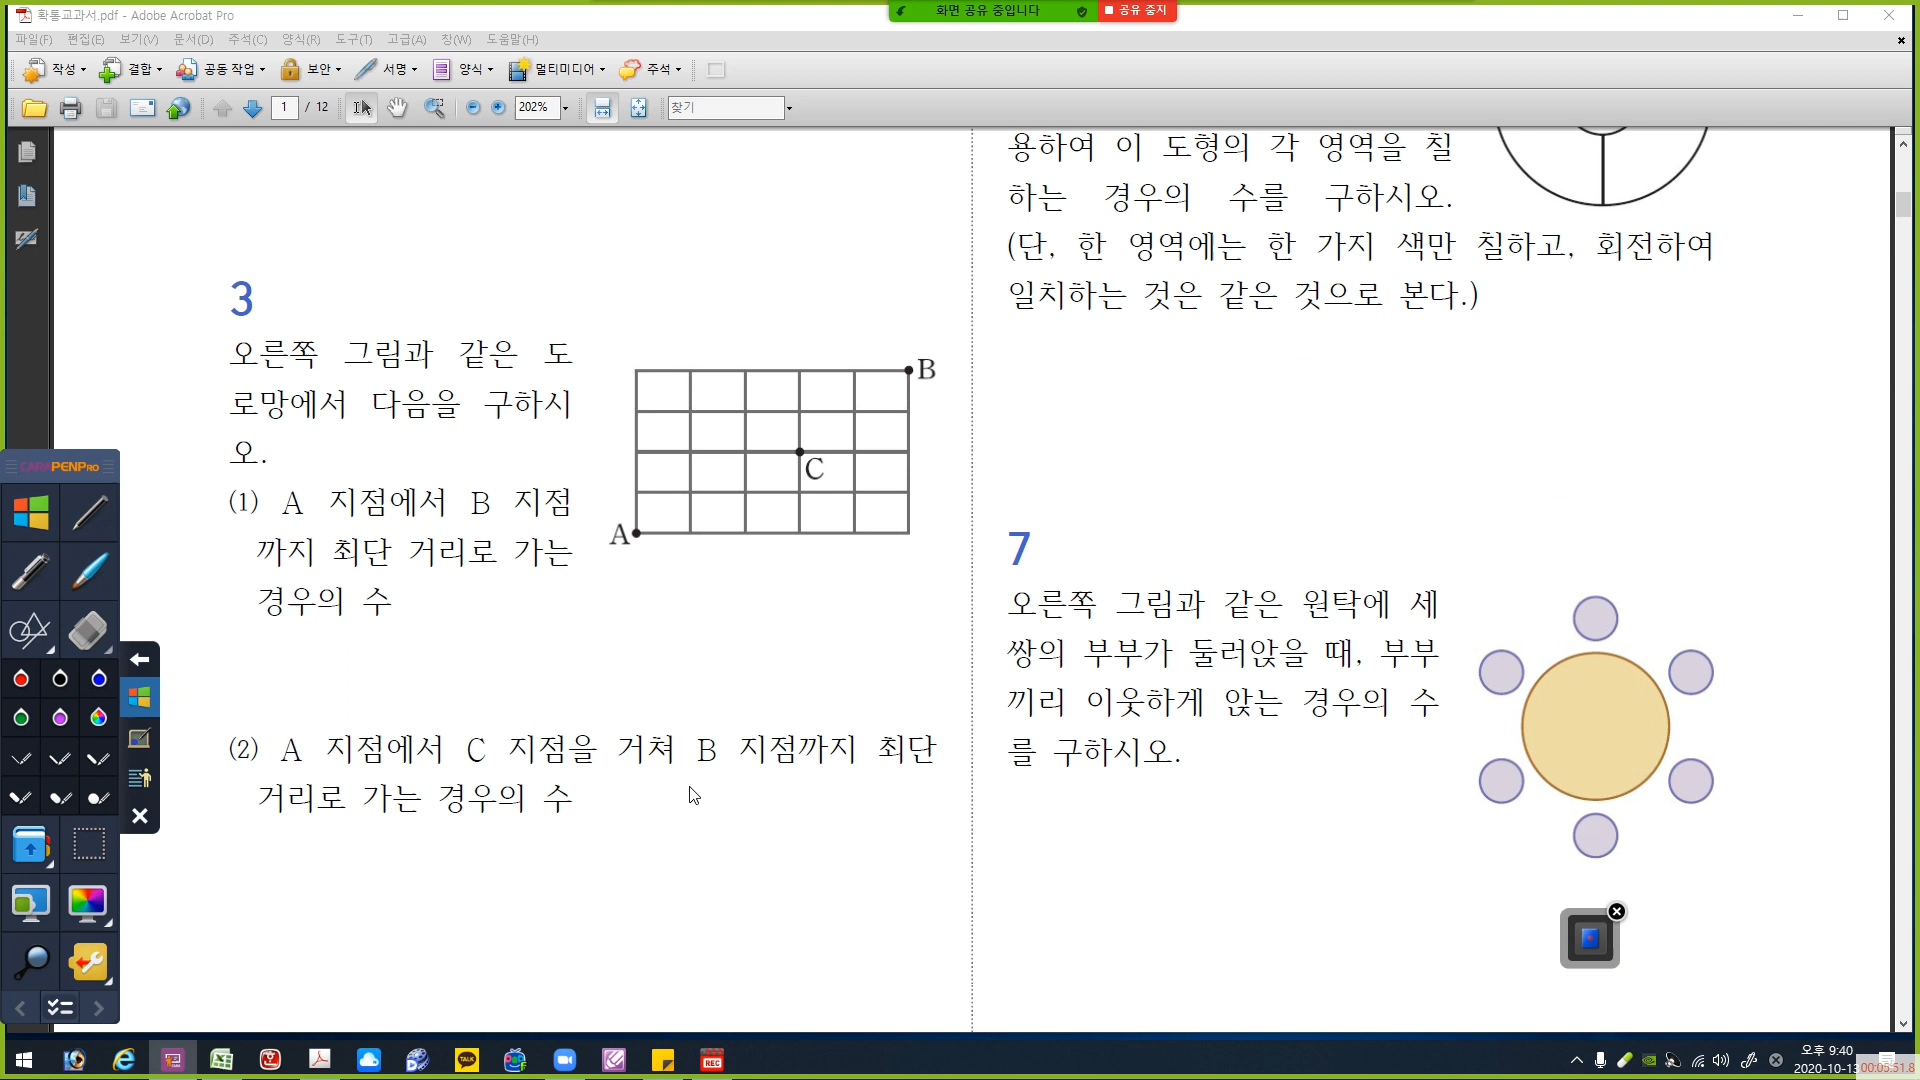 확통교과서.pdf - Adobe Acrobat Pro
화면 공유 중입니다
공유 중지
파일(F) 편집(E) 보기(V) 문서(D) 주석(C) 양식(R) 도구(T) 고급(A) 창(W) 도움말(H)
작성 결합 공동 작업 보안 서명 양식 멀티미디어 주석
1 / 12 202% 찾기
3
오른쪽 그림과 같은 도
로망에서 다음을 구하시
오.
(1) A 지점에서 B 지점
까지 최단 거리로 가는
경우의 수
A
B
C
(2) A 지점에서 C 지점을 거쳐 B 지점까지 최단
거리로 가는 경우의 수
용하여 이 도형의 각 영역을 칠
하는 경우의 수를 구하시오.
(단, 한 영역에는 한 가지 색만 칠하고, 회전하여
일치하는 것은 같은 것으로 본다.)
7
오른쪽 그림과 같은 원탁에 세
쌍의 부부가 둘러앉을 때, 부부
끼리 이웃하게 앉는 경우의 수
를 구하시오.
CARAPENPRO
TALK
REC
오후 9:40
2020-10-13
00:05:51.8